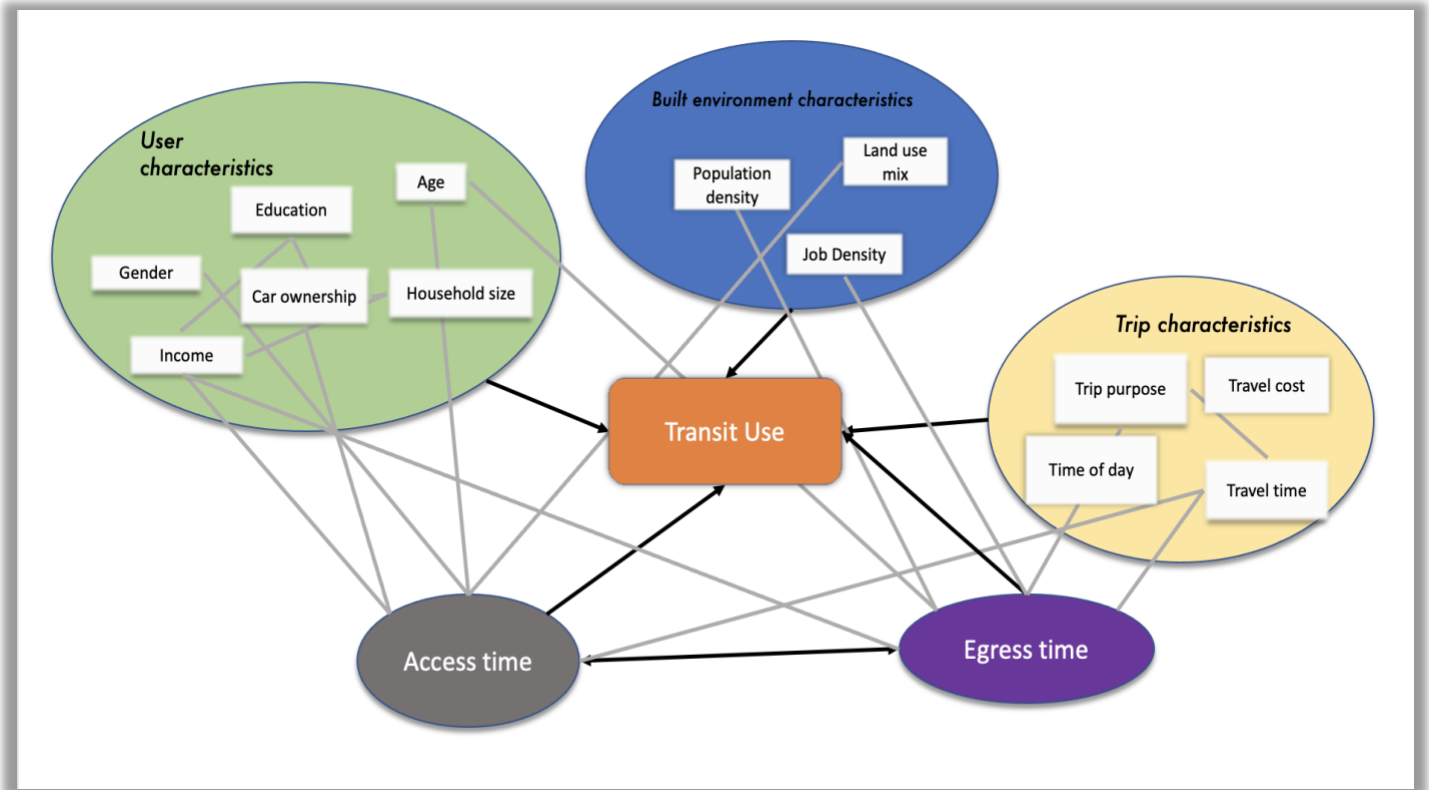 User
characteristics
Age
Education
Gender
Car ownership
Household size
Income
Built environment characteristics
Land use
mix
Population
density
Job Density
Trip characteristics
Trip purpose
Travel cost
Time of day
Travel time
Transit Use
Access time
Egress time